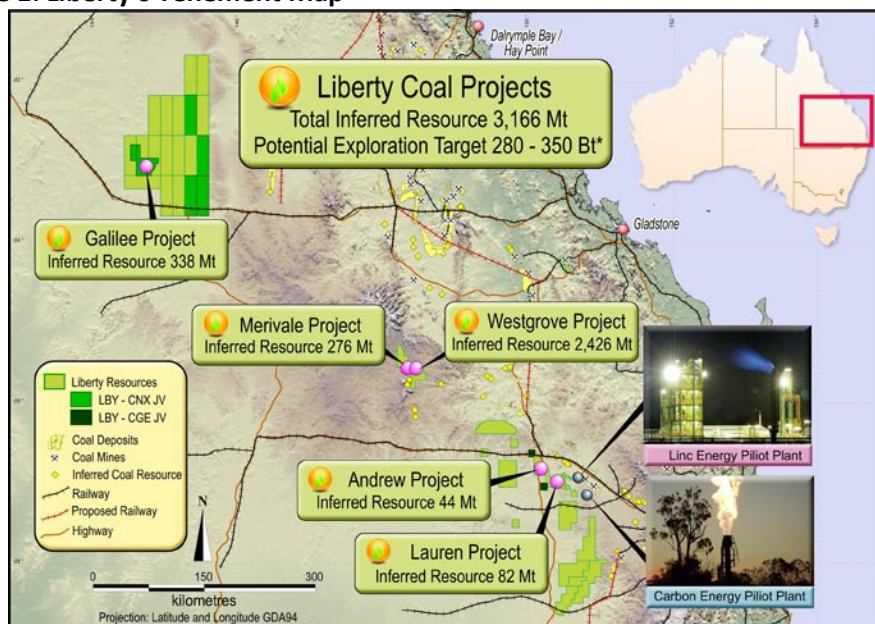 Liberty Coal Projects
Total Inferred Resource 3,166 Mt
Potential Exploration Target 280 - 350 Bt*
Dalrymple Bay /
Hay Point
Gladstone
Galilee Project
Inferred Resource 338 Mt
Merivale Project
Inferred Resource 276 Mt
Westgrove Project
Inferred Resource 2,426 Mt
Andrew Project
Inferred Resource 44 Mt
Lauren Project
Inferred Resource 82 Mt
Linc Energy Piliot Plant
Carbon Energy Piliot Plant
Liberty Resources
LBY - CNX JV
LBY - CGE JV
Coal Deposits
Coal Mines
Inferred Coal Resource
Railway
Proposed Railway
Highway
N
0 150 300
kilometres
Projection: Latitude and Longitude GDA94